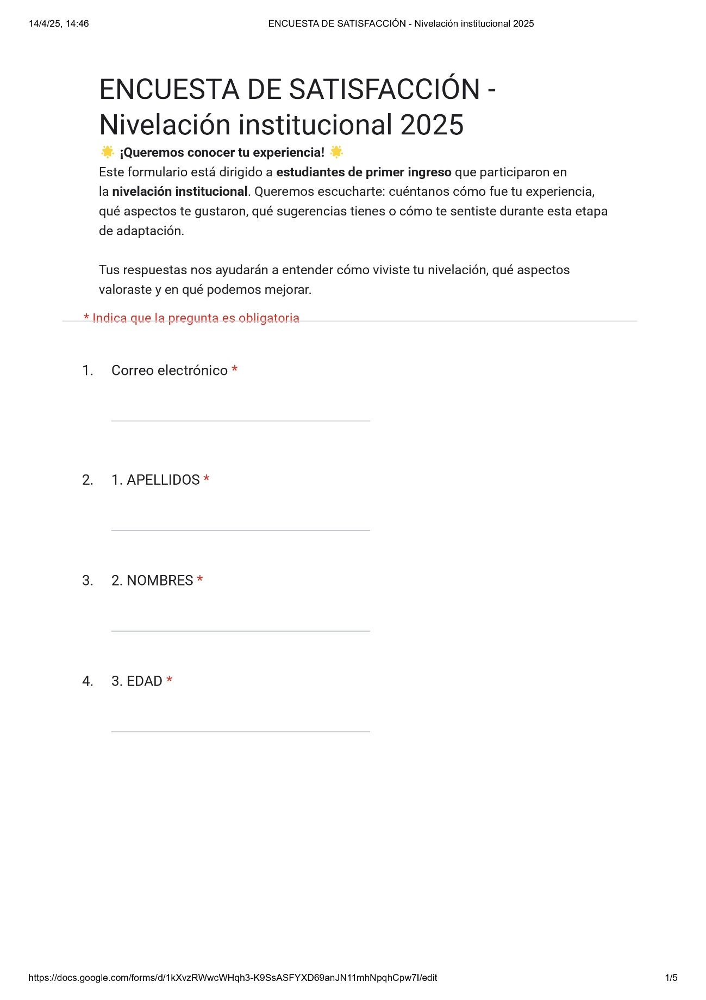 14/4/25, 14:46
ENCUESTA DE SATISFACCIÓN - Nivelación institucional 2025
ENCUESTA DE SATISFACCIÓN -
Nivelación institucional 2025
🌟 ¡Queremos conocer tu experiencia! 🌟
Este formulario está dirigido a estudiantes de primer ingreso que participaron en
la nivelación institucional. Queremos escucharte: cuéntanos cómo fue tu experiencia,
qué aspectos te gustaron, qué sugerencias tienes o cómo te sentiste durante esta etapa
de adaptación.
Tus respuestas nos ayudarán a entender cómo viviste tu nivelación, qué aspectos
valoraste y en qué podemos mejorar.
* Indica que la pregunta es obligatoria
1. Correo electrónico *
2. 1. APELLIDOS *
3. 2. NOMBRES *
4. 3. EDAD *
https://docs.google.com/forms/d/1kXvzRWwcWHqh3-K9SsASFYXD69anJN11mhNpqhCpw7I/edit
1/5